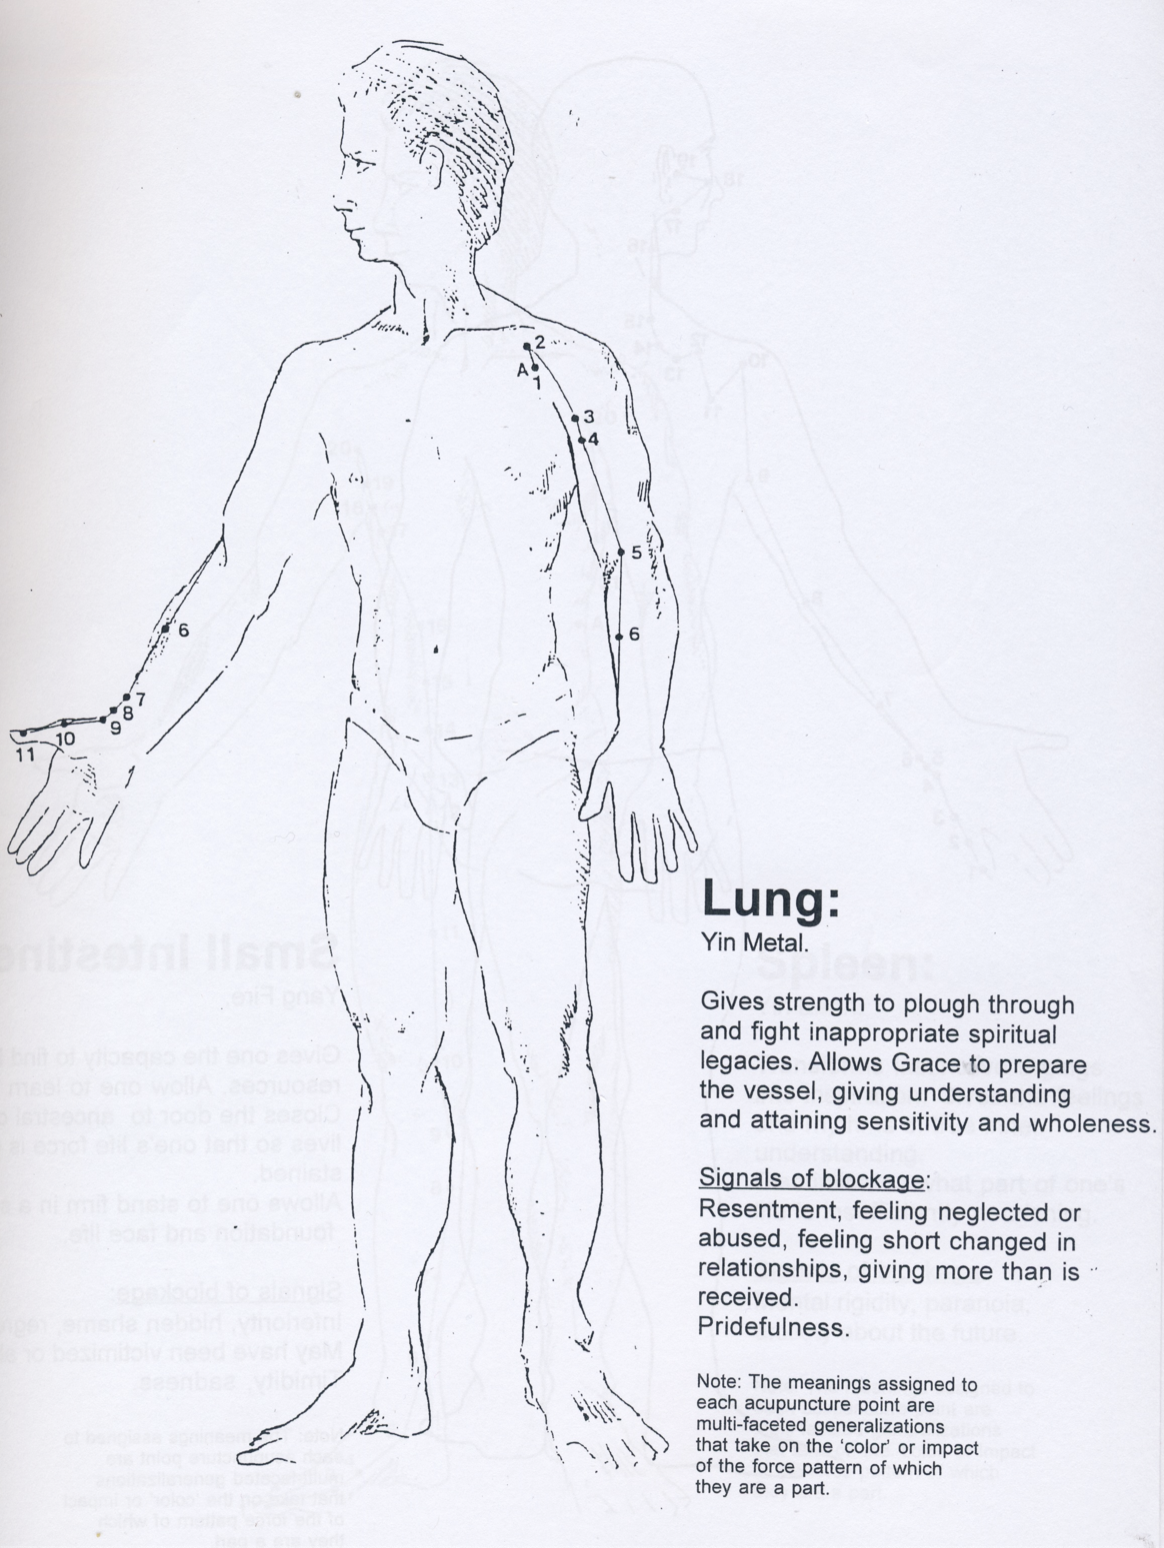 2
A
1
3
4
5
6
6
7
8
9
10
11
Lung:
Yin Metal.
Gives strength to plough through
and fight inappropriate spiritual
legacies. Allows Grace to prepare
the vessel, giving understanding
and attaining sensitivity and wholeness.
Signals of blockage:
Resentment, feeling neglected or
abused, feeling short changed in
relationships, giving more than is
received.
Pridefulness.
Note: The meanings assigned to
each acupuncture point are
multi-faceted generalizations
that take on the ‘color’ or impact
of the force pattern of which
they are a part.